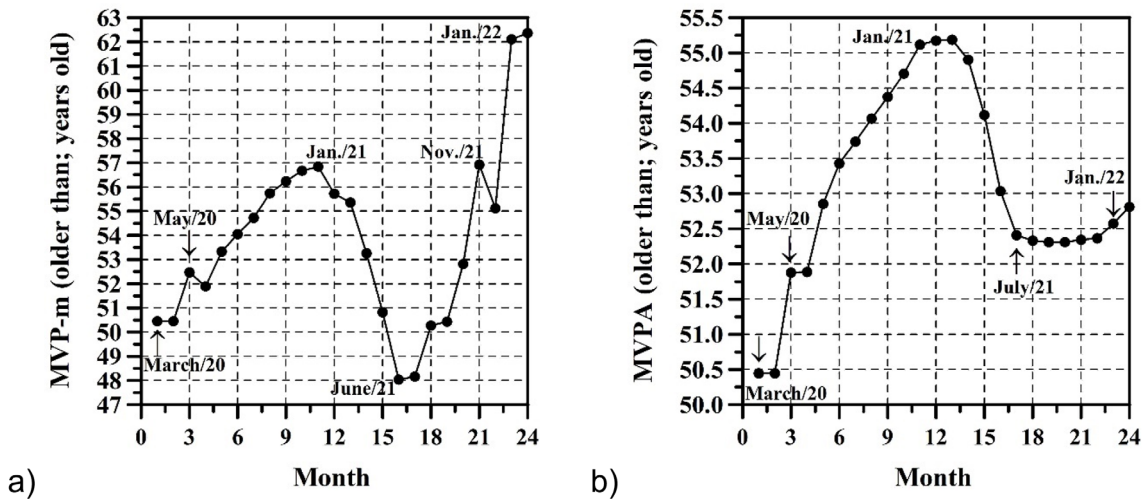 MVP-m (older than; years old)
63
62
61
60
59
58
57
56
55
54
53
52
51
50
49
48
47
Jan./22
Jan./21
Nov./21
May/20
March/20
June/21
0 3 6 9 12 15 18 21 24
Month
a)
MVPA (older than; years old)
55.5
55.0
54.5
54.0
53.5
53.0
52.5
52.0
51.5
51.0
50.5
50.0
Jan./21
Jan./22
May/20
July/21
March/20
0 3 6 9 12 15 18 21 24
Month
b)